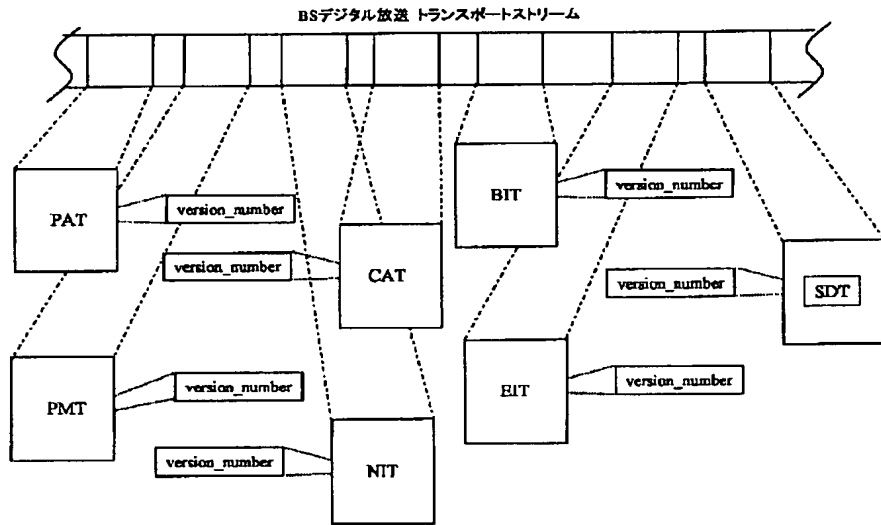 BSデジタル放送 トランスポートストリーム
PAT
version_number
BIT
version_number
version_number
CAT
version_number
SDT
PMT
version_number
EIT
version_number
version_number
NIT